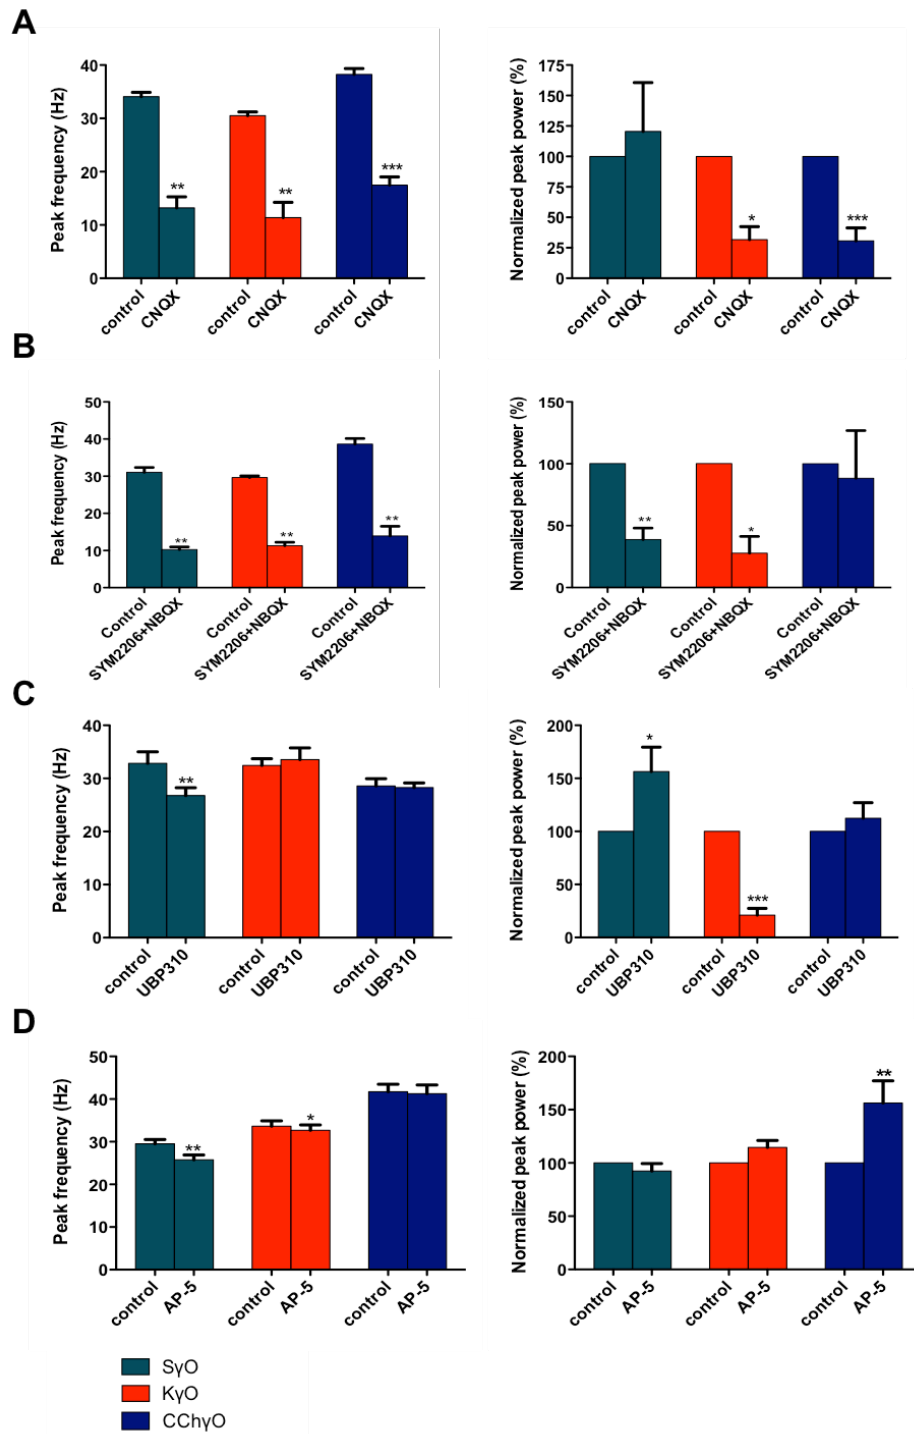 A
Peak frequency (Hz)
40
30
20
10
0
** ** ***
control CNQX control CNQX control CNQX
Normalized peak power (%)
175
150
125
100
75
50
25
0
* ***
control CNQX control CNQX control CNQX
B
Peak frequency (Hz)
50
40
30
20
10
0
** ** **
Control SYM2206+NBQX Control SYM2206+NBQX Control SYM2206+NBQX
Normalized peak power (%)
150
100
50
0
** *
Control SYM2206+NBQX Control SYM2206+NBQX Control SYM2206+NBQX
C
Peak frequency (Hz)
40
30
20
10
0
**
control UBP310 control UBP310 control UBP310
Normalized peak power (%)
200
150
100
50
0
* ***
control UBP310 control UBP310 control UBP310
D
Peak frequency (Hz)
50
40
30
20
10
0
** *
control AP-5 control AP-5 control AP-5
Normalized peak power (%)
200
150
100
50
0
**
control AP-5 control AP-5 control AP-5
SγO
KγO
CChγO